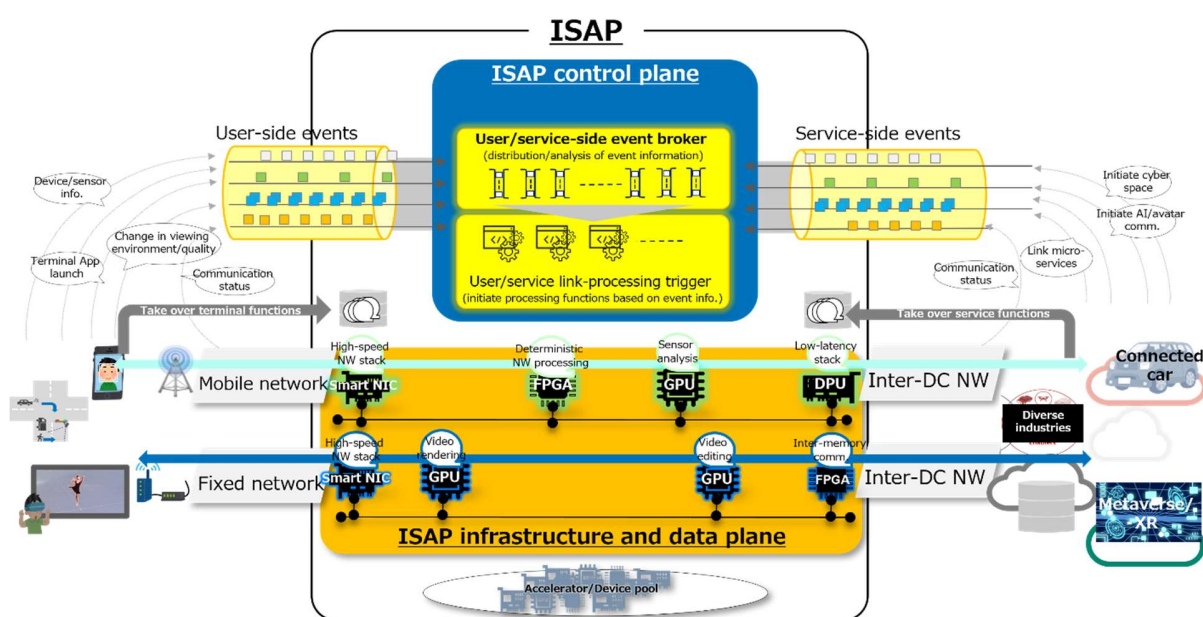 ISAP
ISAP control plane
User-side events
User/service-side event broker
(distribution/analysis of event information)
Service-side events
Device/sensor
info.
Initiate cyber
space
Initiate AI/avatar
comm.
Change in viewing
environment/quality
Terminal App
launch
Communication
status
User/service link-processing trigger
(initiate processing functions based on event info.)
Link micro-
services
Communication
status
Take over terminal functions
Take over service functions
High-speed
NW stack
Deterministic
NW processing
Sensor
analysis
Low-latency
stack
Mobile network
Smart NIC
FPGA
GPU
DPU
Inter-DC NW
Connected
car
Diverse
industries
High-speed
NW stack
Video
rendering
Video
editing
Inter-memory
comm.
Fixed network
Smart NIC
GPU
GPU
FPGA
Inter-DC NW
Metaverse/
XR
ISAP infrastructure and data plane
Accelerator/Device pool